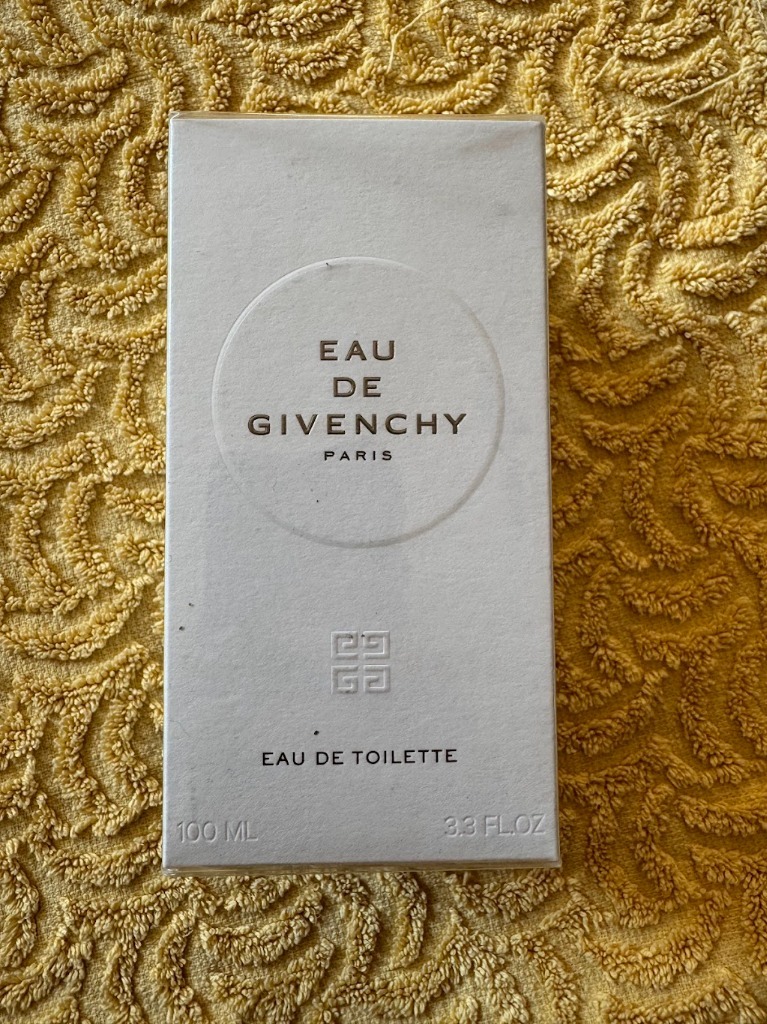 EAU
DE
GIVENCHY
PARIS
EAU DE TOILETTE
100 ML 3.3 FL.OZ